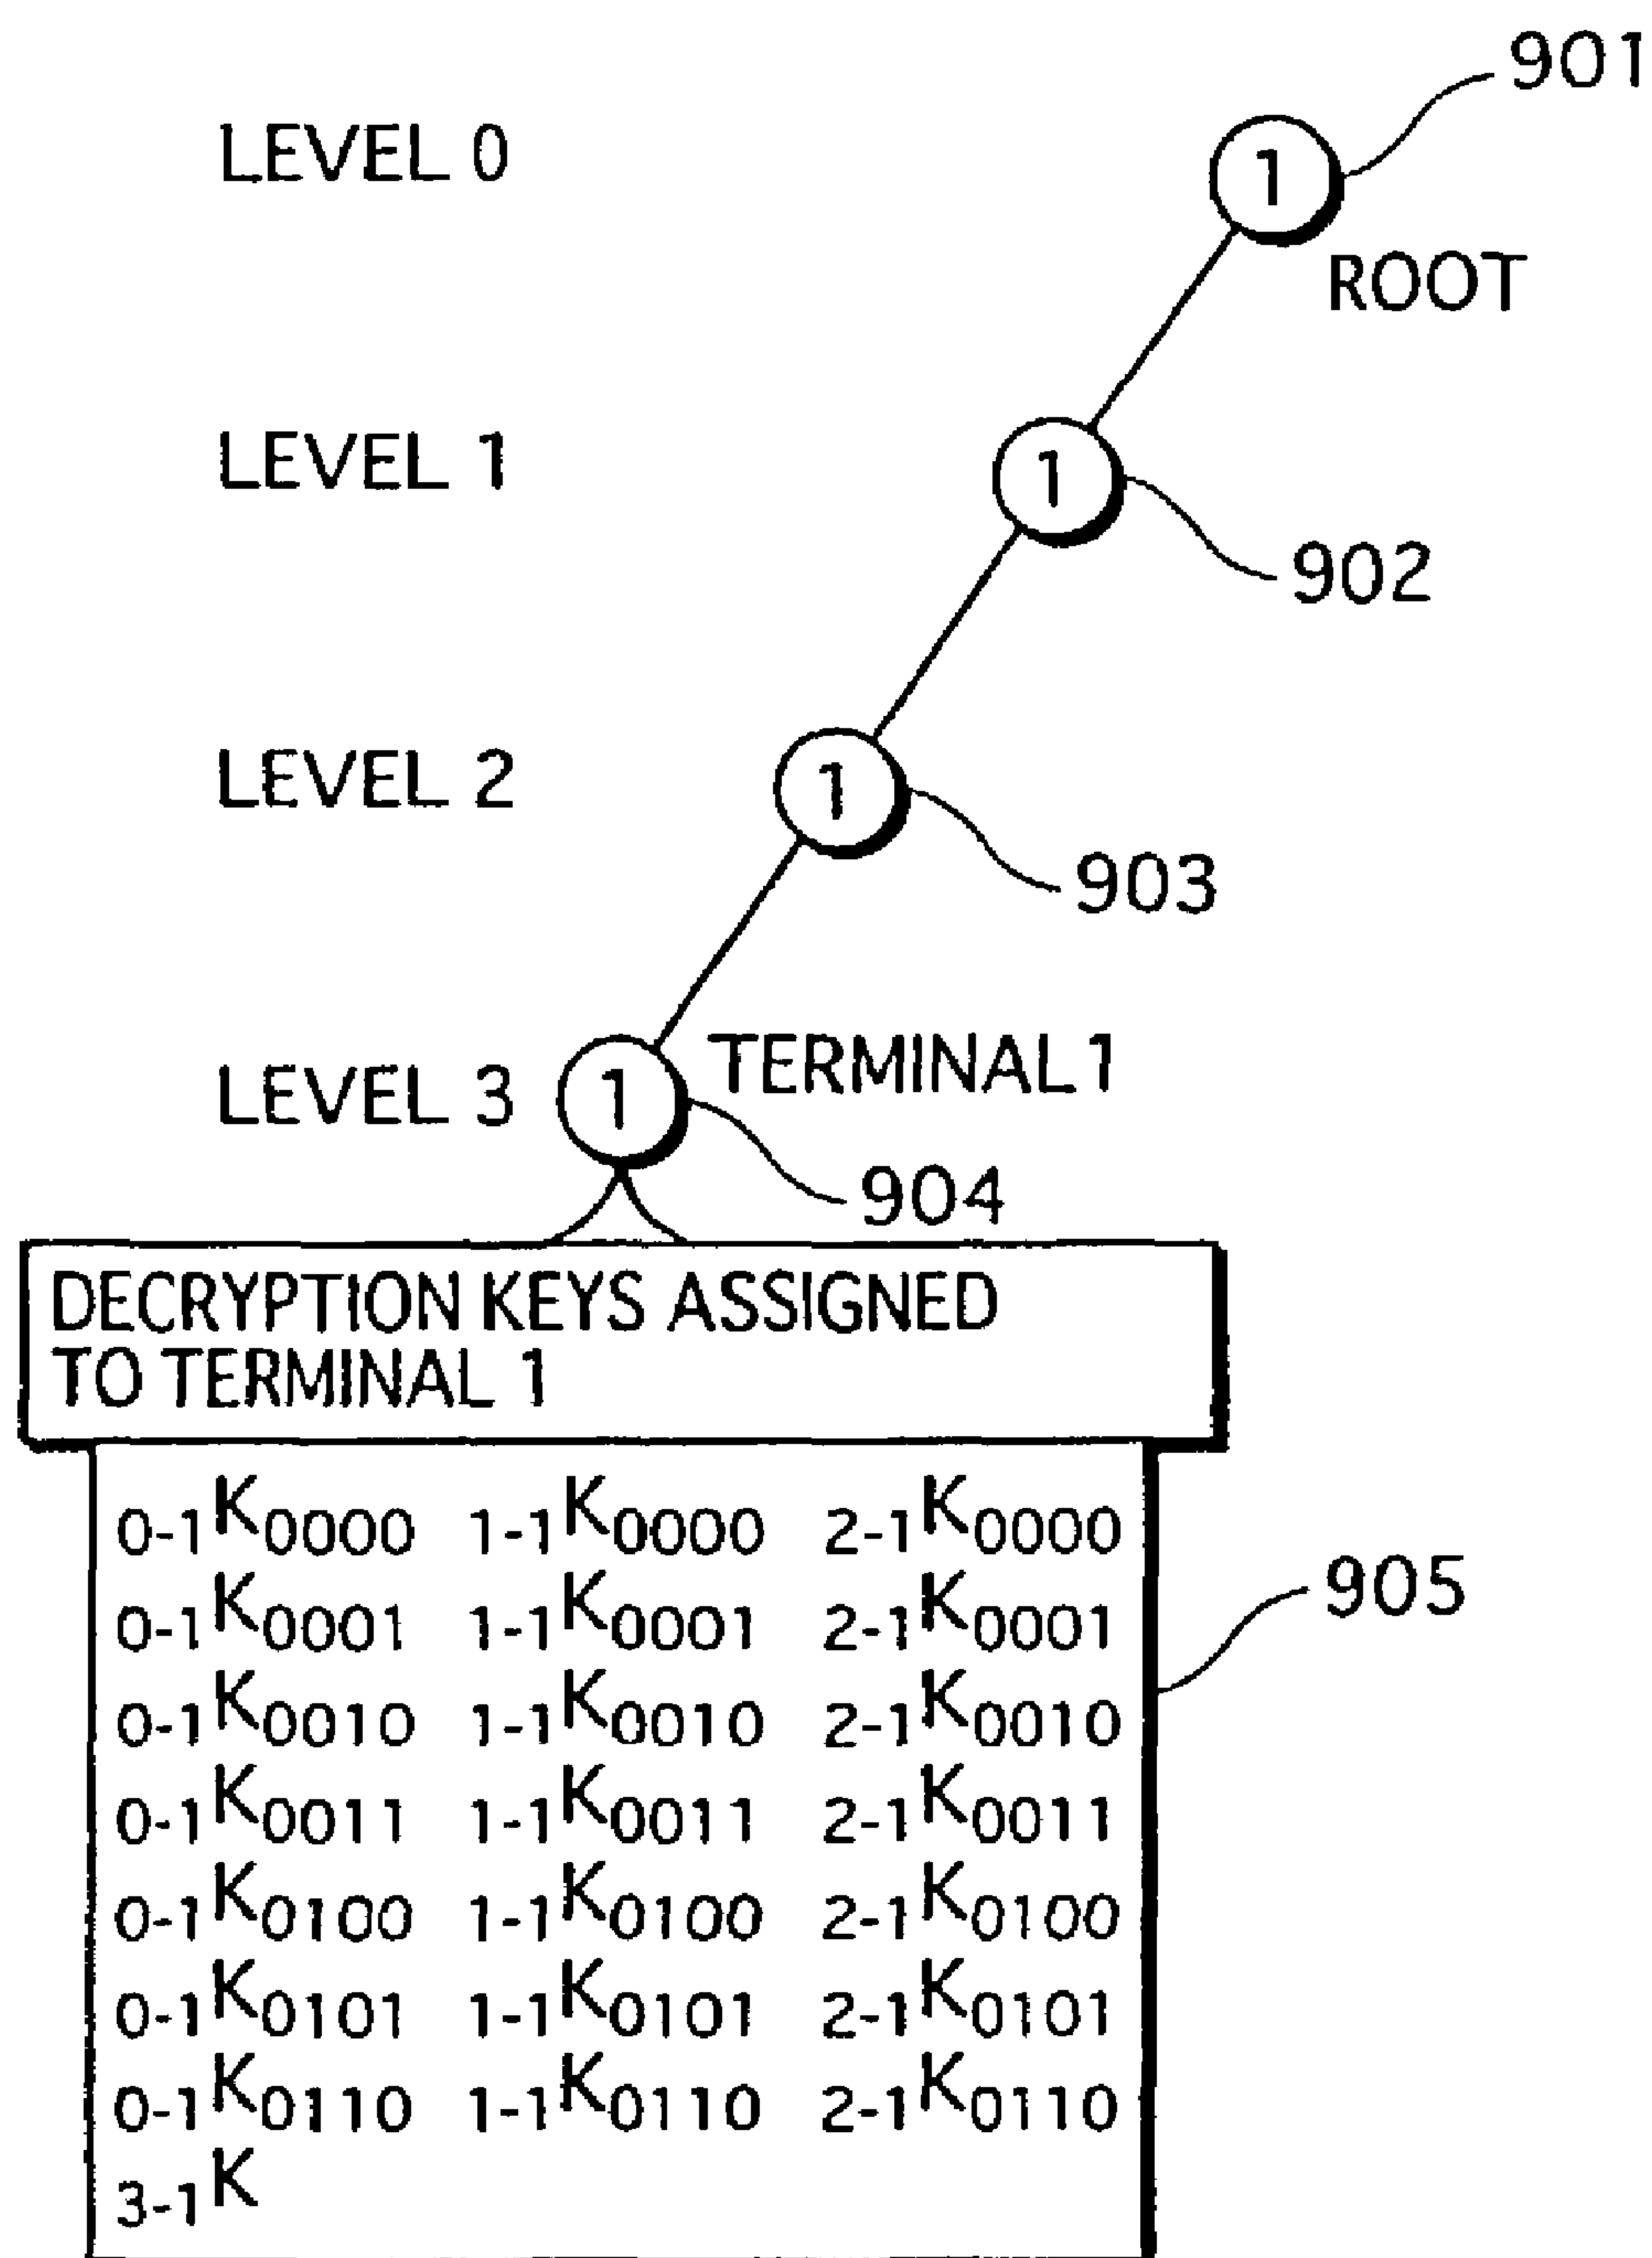 901
LEVEL 0
1
ROOT
LEVEL 1
1
902
LEVEL 2
1
903
LEVEL 3
1
TERMINAL 1
904
DECRYPTION KEYS ASSIGNED
TO TERMINAL 1
0-1K0000 1-1K0000 2-1K0000
0-1K0001 1-1K0001 2-1K0001
905
0-1K0010 1-1K0010 2-1K0010
0-1K0011 1-1K0011 2-1K0011
0-1K0100 1-1K0100 2-1K0100
0-1K0101 1-1K0101 2-1K0101
0-1K0110 1-1K0110 2-1K0110
3-1K